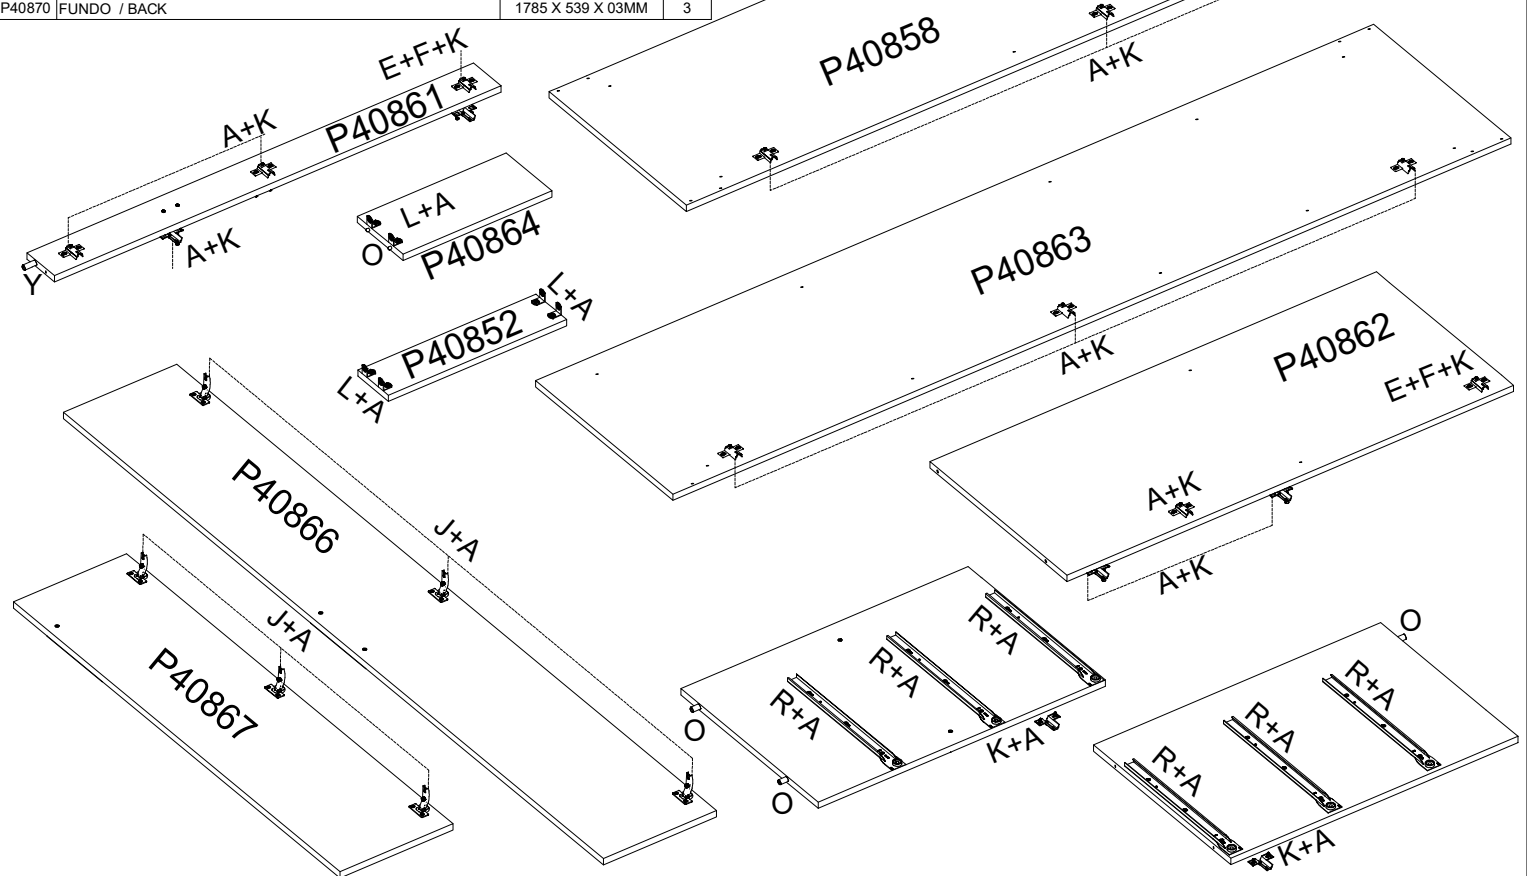 P40870 FUNDO / BACK 1785 X 539 X 03MM 3
P40858
A+K
E+F+K
P40861
A+K
A+K
Y
L+A
O
P40864
P40863
A+K
L+A
P40852
L+A
P40862
E+F+K
A+K
A+K
P40866
J+A
P40867
J+A
R+A
R+A
R+A
O
O
K+A
O
R+A
R+A
R+A
K+A